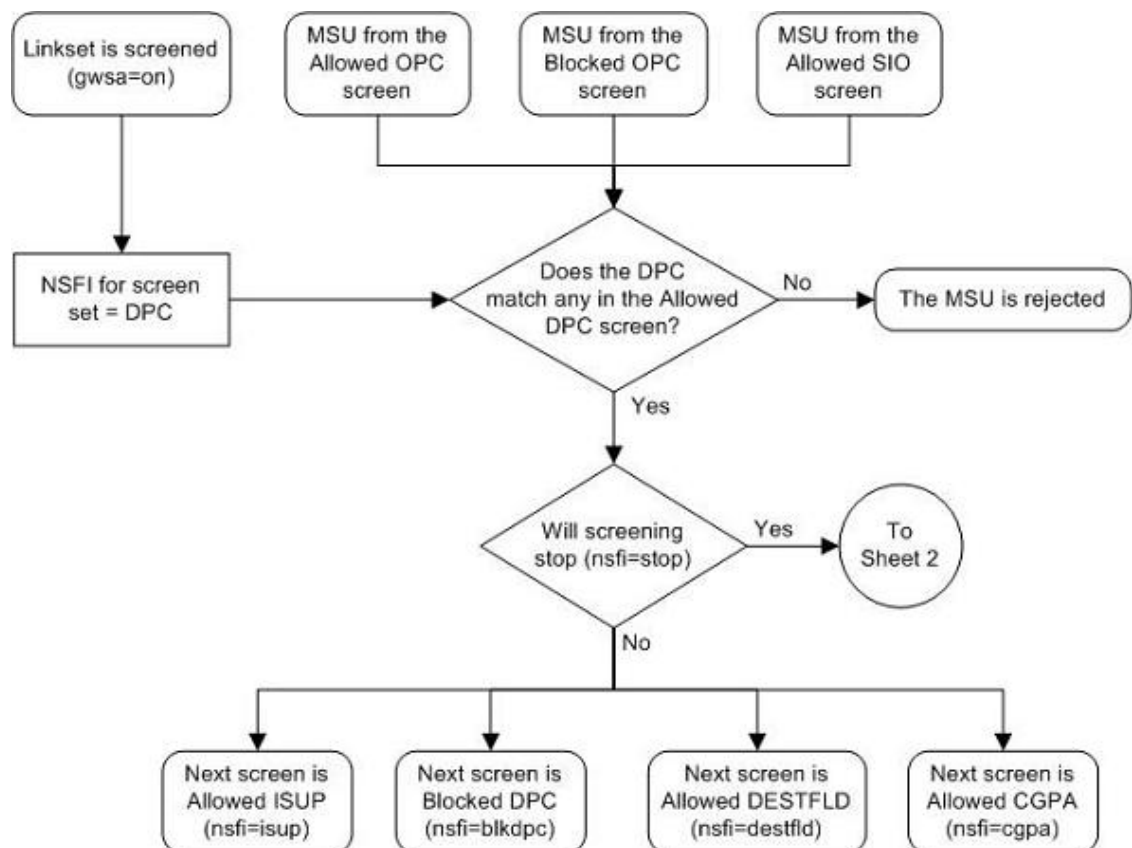 Linkset is screened
(gwsa=on)
MSU from the
Allowed OPC
screen
MSU from the
Blocked OPC
screen
MSU from the
Allowed SIO
screen
NSFI for screen
set = DPC
Does the DPC
match any in the Allowed
DPC screen?
No
The MSU is rejected
Yes
Will screening
stop (nsfi=stop)
Yes
To
Sheet 2
No
Next screen is
Allowed ISUP
(nsfi=isup)
Next screen is
Blocked DPC
(nsfi=blkdpc)
Next screen is
Allowed DESTFLD
(nsfi=destfld)
Next screen is
Allowed CGPA
(nsfi=cgpa)